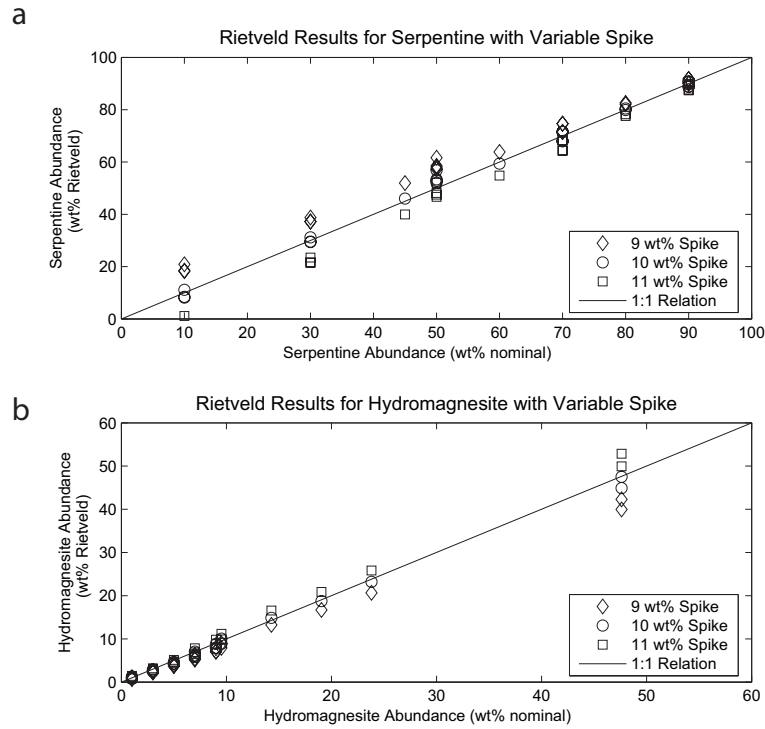 a
Rietveld Results for Serpentine with Variable Spike
100
80
60
40
20
0
Serpentine Abundance
(wt% Rietveld)
9 wt% Spike
10 wt% Spike
11 wt% Spike
1:1 Relation
0 10 20 30 40 50 60 70 80 90 100
Serpentine Abundance (wt% nominal)
b
Rietveld Results for Hydromagnesite with Variable Spike
60
50
40
30
20
10
0
Hydromagnesite Abundance
(wt% Rietveld)
9 wt% Spike
10 wt% Spike
11 wt% Spike
1:1 Relation
0 10 20 30 40 50 60
Hydromagnesite Abundance (wt% nominal)